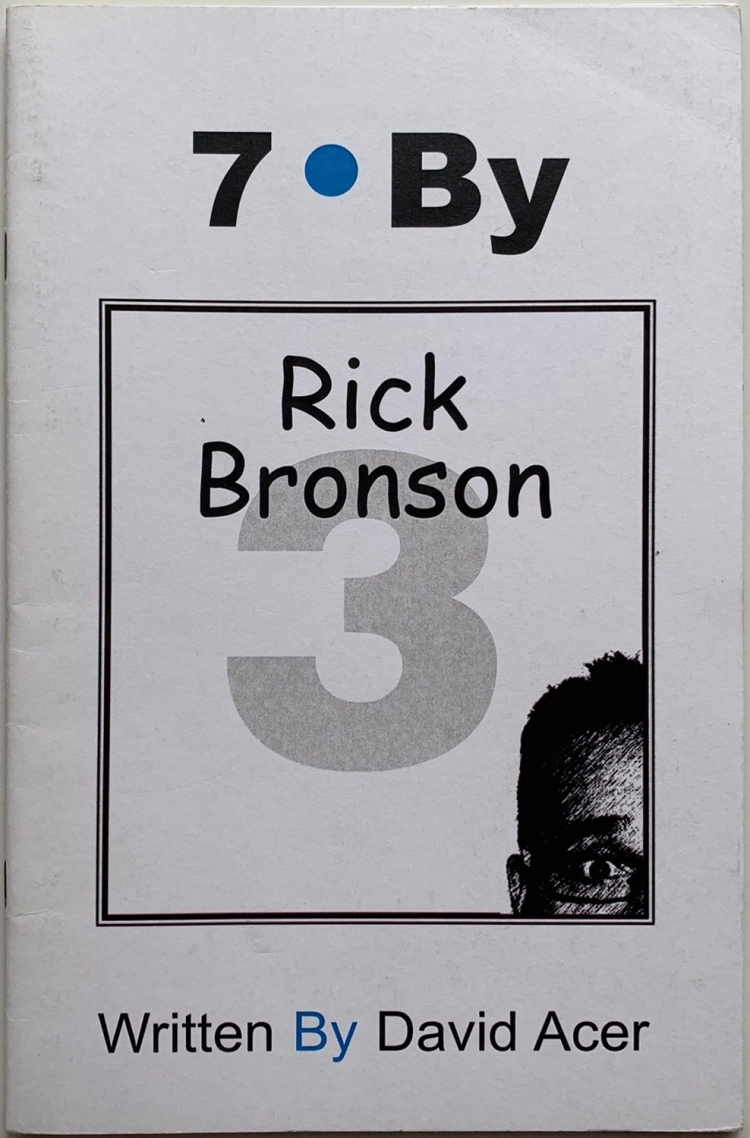 7 • By
Rick
Bronson
3
Written By David Acer